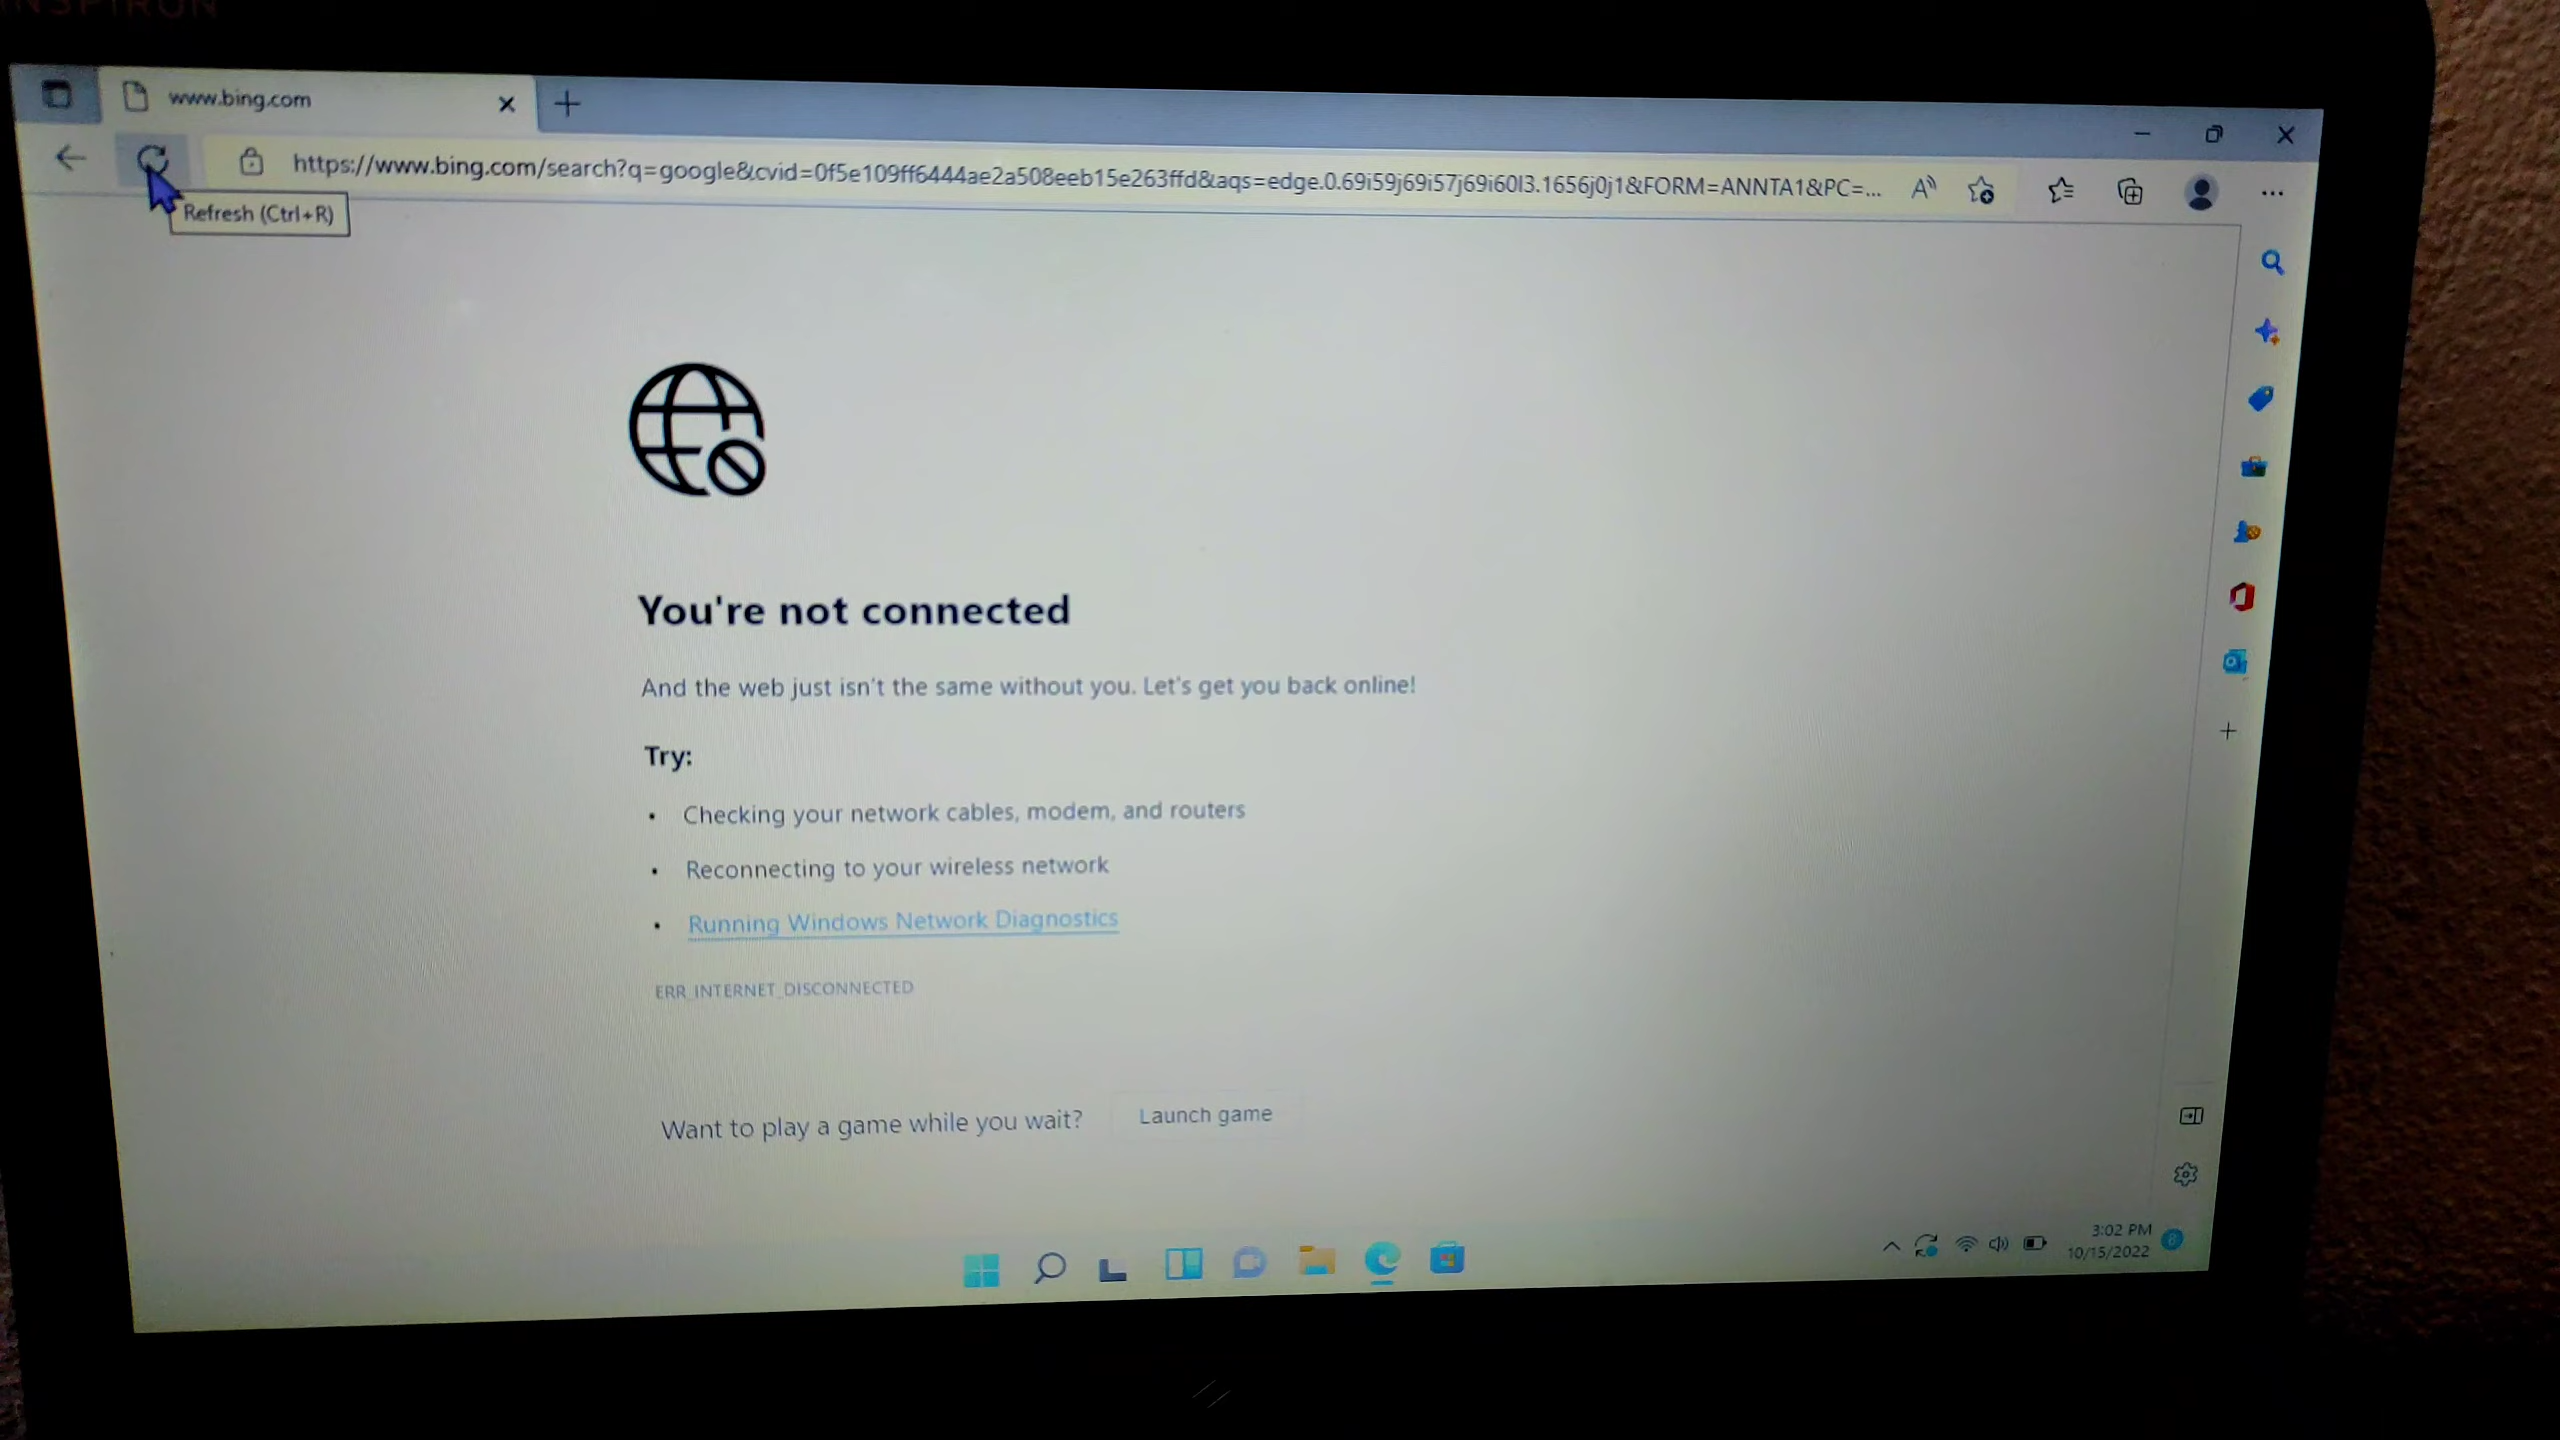 INSPIRON
www.bing.com
https://www.bing.com/search?q=google&cvid=0f5e109ff6444ae2a508eeb15e263ffd&aqs=edge.0.69i59j69i57j69i60l3.1656j0j1&FORM=ANNTA1&PC=...
Refresh (Ctrl+R)
You're not connected
And the web just isn't the same without you. Let's get you back online!
Try:
• Checking your network cables, modem, and routers
• Reconnecting to your wireless network
• Running Windows Network Diagnostics
ERR_INTERNET_DISCONNECTED
Want to play a game while you wait? Launch game
3:02 PM
10/15/2022